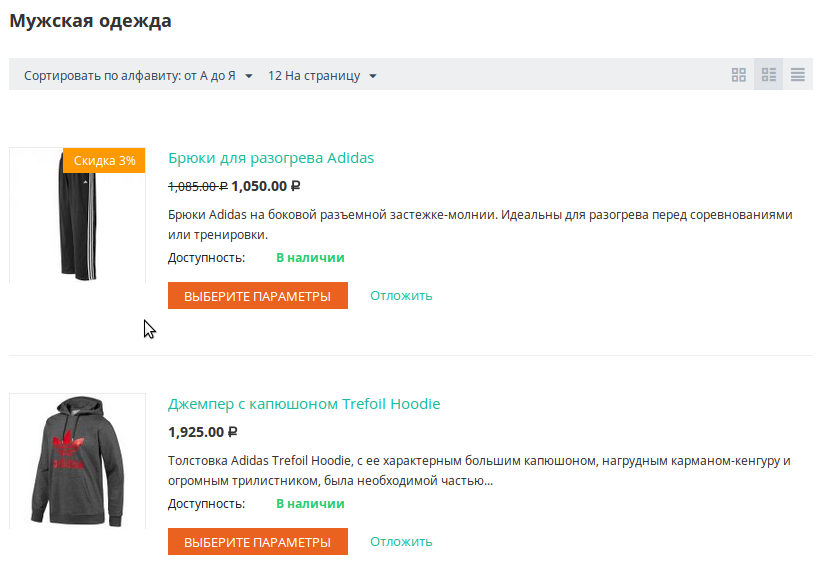 Мужская одежда
Сортировать по алфавиту: от А до Я 12 На страницу
Скидка 3%
Брюки для разогрева Adidas
1,085.00 ₽ 1,050.00 ₽
Брюки Adidas на боковой разъемной застежке-молнии. Идеальны для разогрева перед соревнованиями
или тренировки.
Доступность: В наличии
ВЫБЕРИТЕ ПАРАМЕТРЫ Отложить
Джемпер с капюшоном Trefoil Hoodie
1,925.00 ₽
Толстовка Adidas Trefoil Hoodie, с ее характерным большим капюшоном, нагрудным карманом-кенгуру и
огромным трилистником, была необходимой частью...
Доступность: В наличии
ВЫБЕРИТЕ ПАРАМЕТРЫ Отложить